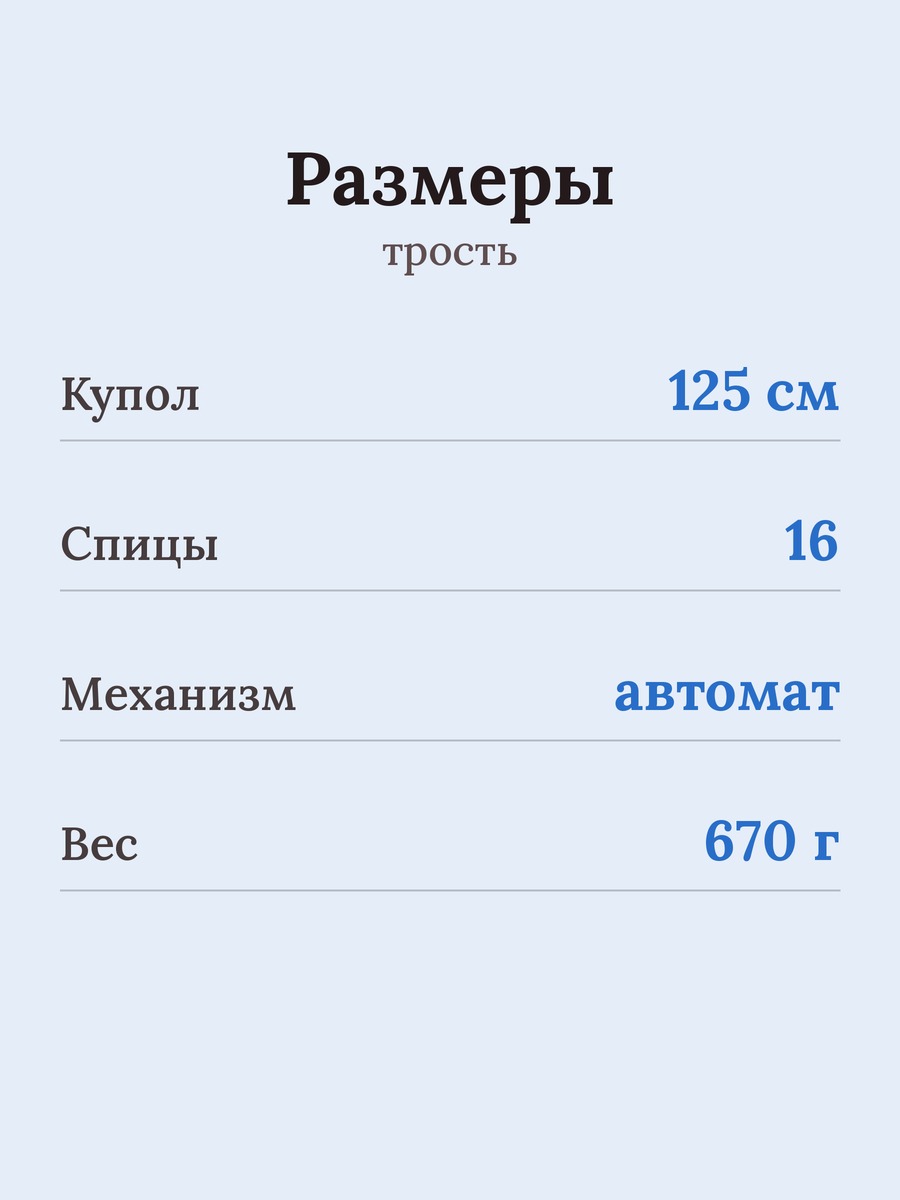 Размеры
трость
Купол 125 см
Спицы 16
Механизм автомат
Вес 670 г